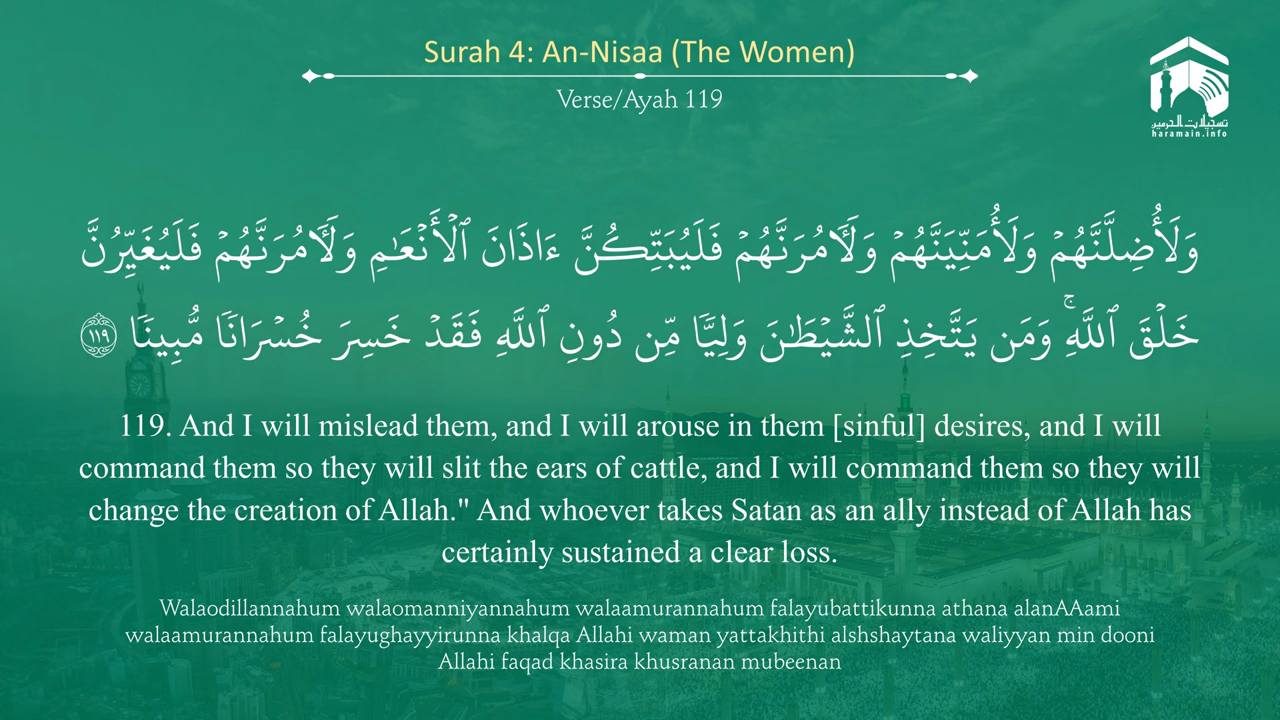 Surah 4: An-Nisaa (The Women)
Verse/Ayah 119
تسجيلات الحرمين
haramain.info
وَلَأُضِلَّنَّهُمْ وَلَأُمَنِّيَنَّهُمْ وَلَـَٔامُرَنَّهُمْ فَلَيُبَتِّكُنَّ ءَاذَانَ ٱلْأَنْعَـٰمِ وَلَـَٔامُرَنَّهُمْ فَلَيُغَيِّرُنَّ
خَلْقَ ٱللَّهِ ۚ وَمَن يَتَّخِذِ ٱلشَّيْطَـٰنَ وَلِيًّا مِّن دُونِ ٱللَّهِ فَقَدْ خَسِرَ خُسْرَانًا مُّبِينًا ١١٩
119. And I will mislead them, and I will arouse in them [sinful] desires, and I will
command them so they will slit the ears of cattle, and I will command them so they will
change the creation of Allah." And whoever takes Satan as an ally instead of Allah has
certainly sustained a clear loss.
Walaodillannahum walaomanniyannahum walaamurannahum falayubattikunna athana alanAAami
walaamurannahum falayughayyirunna khalqa Allahi waman yattakhithi alshshaytana waliyyan min dooni
Allahi faqad khasira khusranan mubeenan